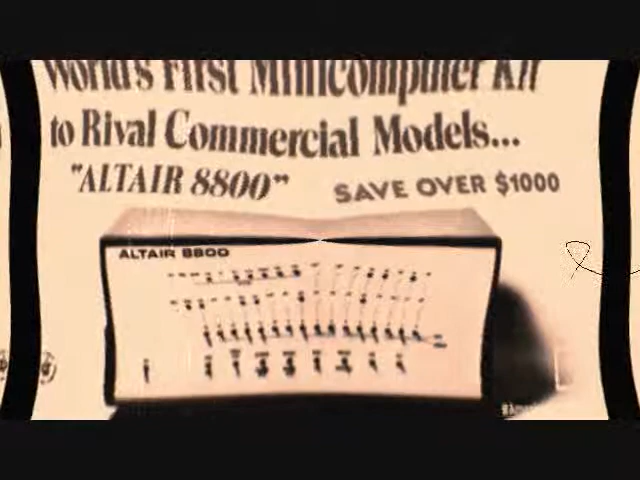 World's First Minicomputer Kit
to Rival Commercial Models...
"ALTAIR 8800" SAVE OVER $1000
ALTAIR 8800